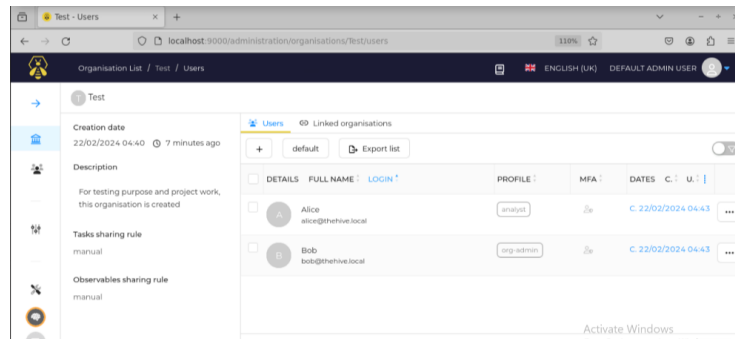 Test - Users
localhost:9000/administration/organisations/Test/users
110%
Organisation List / Test / Users
ENGLISH (UK)
DEFAULT ADMIN USER
T Test
Creation date
22/02/2024 04:40 7 minutes ago
Description
For testing purpose and project work,
this organisation is created
Tasks sharing rule
manual
Observables sharing rule
manual
Users
Linked organisations
+ default Export list
DETAILS FULL NAME LOGIN PROFILE MFA DATES C. U.
A Alice analyst C. 22/02/2024 04:43
alice@thehive.local
B Bob org-admin C. 22/02/2024 04:43
bob@thehive.local
Activate Windows